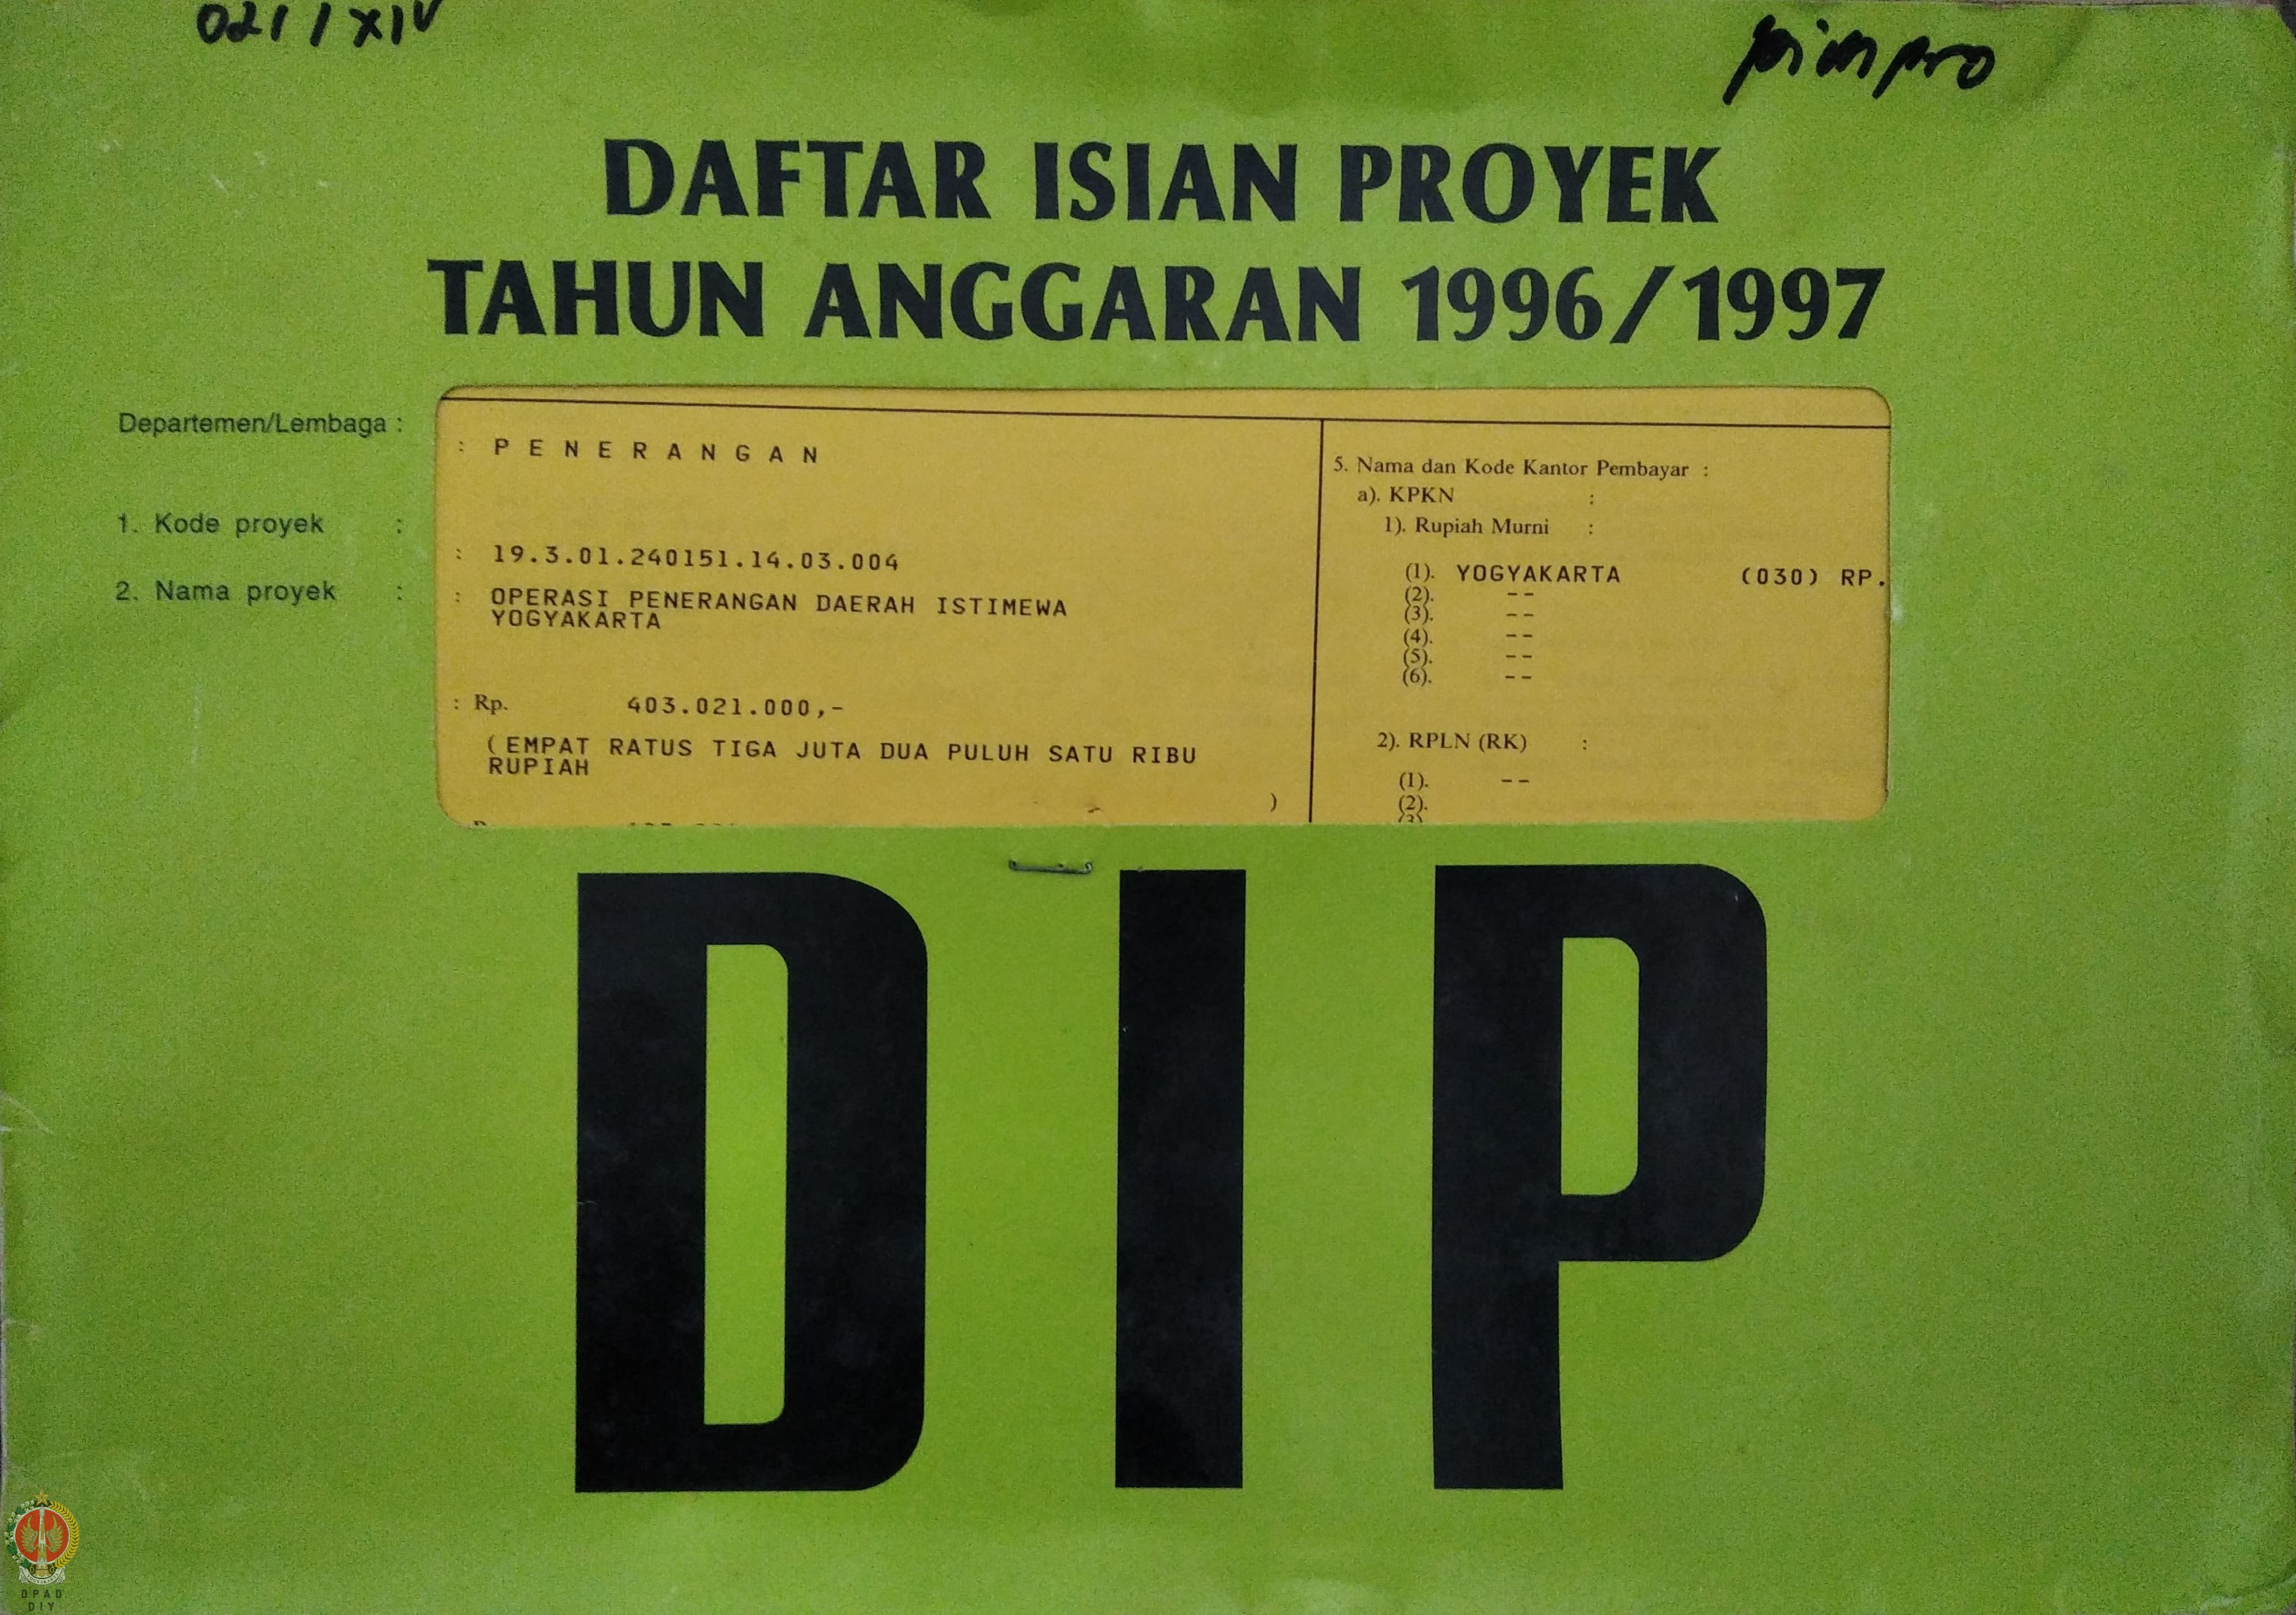 021 / XIV
pimpro
DAFTAR ISIAN PROYEK
TAHUN ANGGARAN 1996/1997
Departemen/Lembaga :
: P E N E R A N G A N
1. Kode proyek :
: 19.3.01.240151.14.03.004
2. Nama proyek :
: OPERASI PENERANGAN DAERAH ISTIMEWA
YOGYAKARTA
: Rp. 403.021.000,-
(EMPAT RATUS TIGA JUTA DUA PULUH SATU RIBU
RUPIAH
)
5. Nama dan Kode Kantor Pembayar :
a). KPKN :
1). Rupiah Murni :
(1). YOGYAKARTA (030) RP.
(2). --
(3). --
(4). --
(5). --
(6). --
2). RPLN (RK) :
(1). --
(2).
(3)
DIP
DPAD
DIY